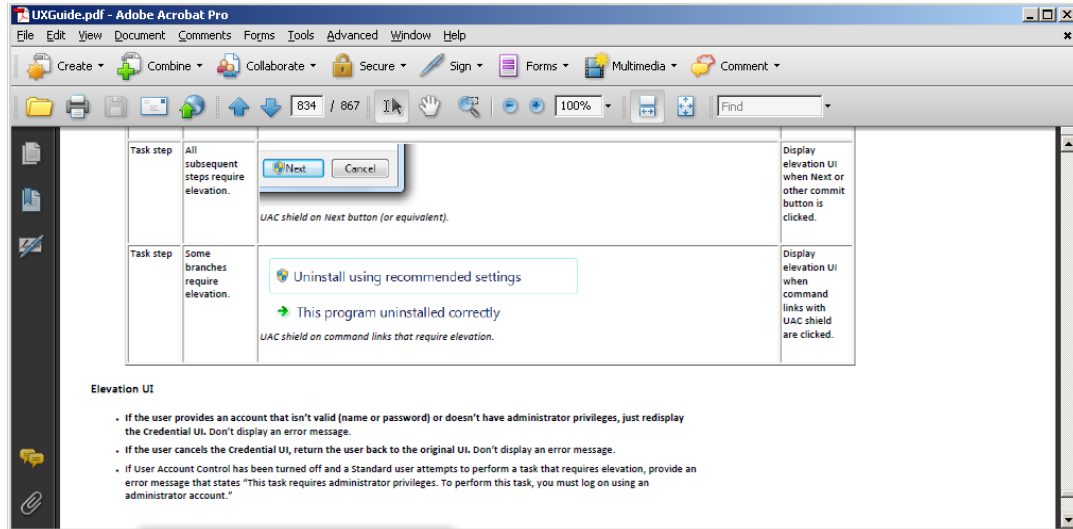 UXGuide.pdf - Adobe Acrobat Pro
File Edit View Document Comments Forms Tools Advanced Window Help
Create Combine Collaborate Secure Sign Forms Multimedia Comment
834 / 867 100% Find
Task step
All
subsequent
steps require
elevation.
Next Cancel
UAC shield on Next button (or equivalent).
Display
elevation UI
when Next or
other commit
button is
clicked.
Task step
Some
branches
require
elevation.
Uninstall using recommended settings
This program uninstalled correctly
UAC shield on command links that require elevation.
Display
elevation UI
when
command
links with
UAC shield
are clicked.
Elevation UI
• If the user provides an account that isn't valid (name or password) or doesn't have administrator privileges, just redisplay
the Credential UI. Don't display an error message.
• If the user cancels the Credential UI, return the user back to the original UI. Don't display an error message.
• If User Account Control has been turned off and a Standard user attempts to perform a task that requires elevation, provide an
error message that states “This task requires administrator privileges. To perform this task, you must log on using an
administrator account.”